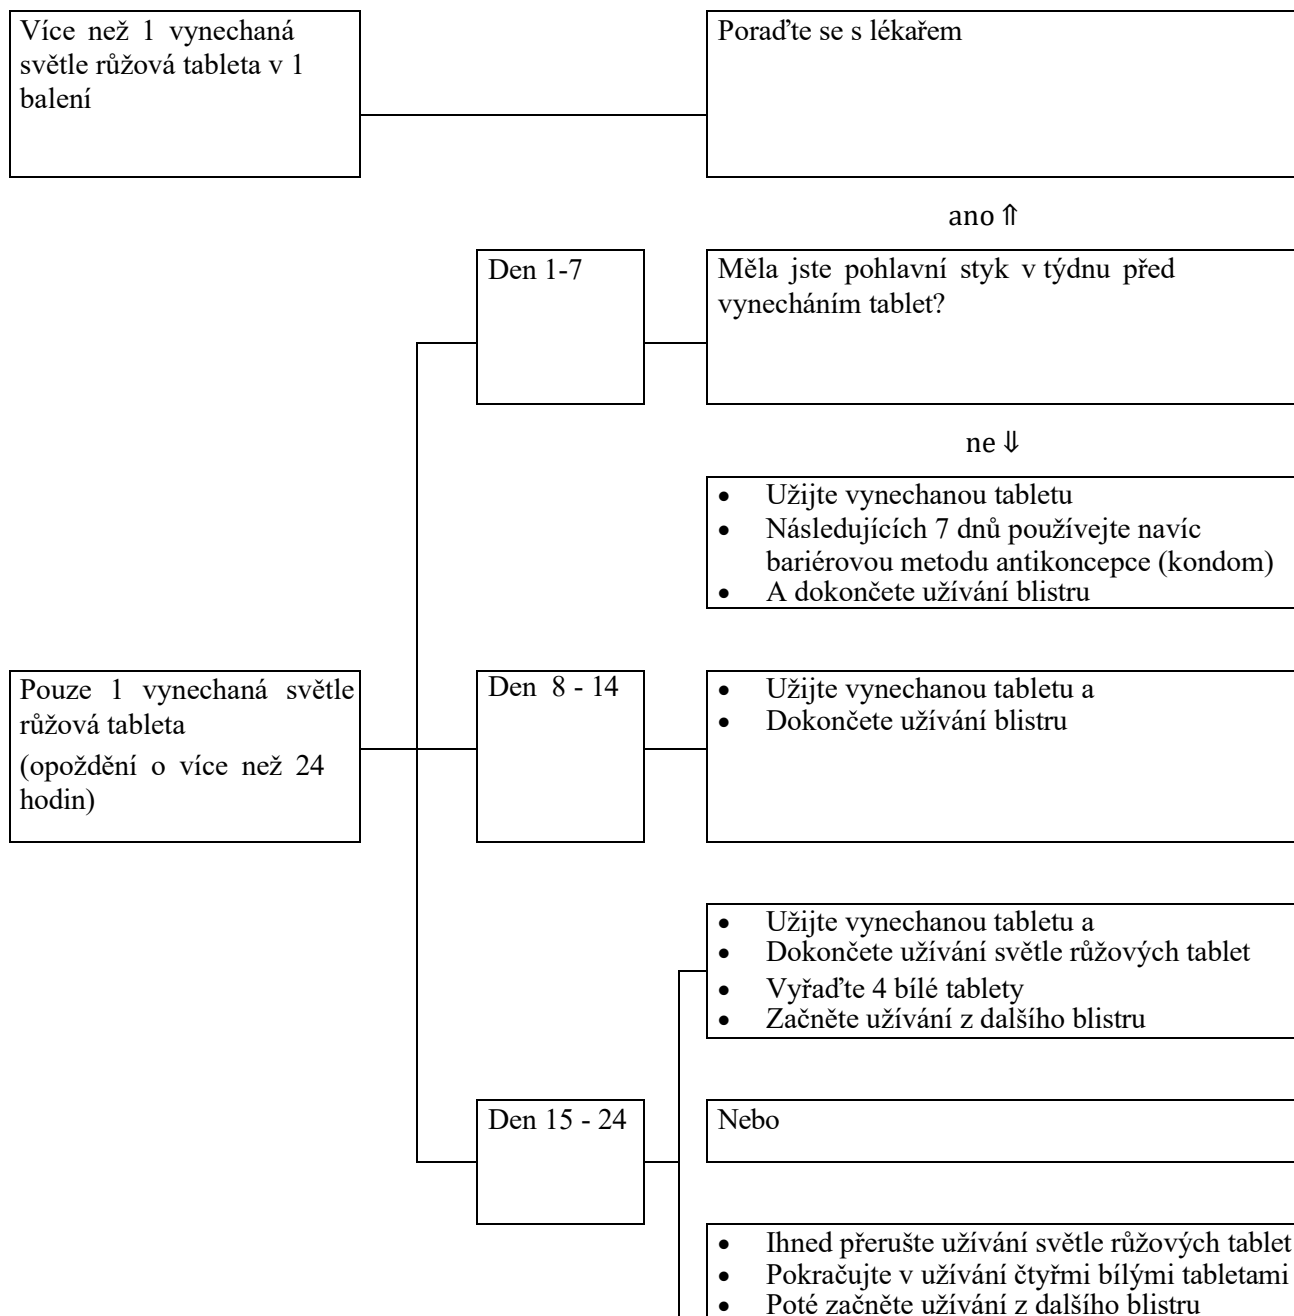 Více než 1 vynechaná
světle růžová tableta v 1
balení
Poraďte se s lékařem
ano ⇑
Den 1-7
Měla jste pohlavní styk v týdnu před
vynecháním tablet?
ne ⇓
• Užijte vynechanou tabletu
• Následujících 7 dnů používejte navíc
bariérovou metodu antikoncepce (kondom)
• A dokončete užívání blistru
Pouze 1 vynechaná světle
růžová tableta
(opoždění o více než 24
hodin)
Den 8 - 14
• Užijte vynechanou tabletu a
• Dokončete užívání blistru
• Užijte vynechanou tabletu a
• Dokončete užívání světle růžových tablet
• Vyřaďte 4 bílé tablety
• Začněte užívání z dalšího blistru
Den 15 - 24
Nebo
• Ihned přerušte užívání světle růžových tablet
• Pokračujte v užívání čtyřmi bílými tabletami
• Poté začněte užívání z dalšího blistru